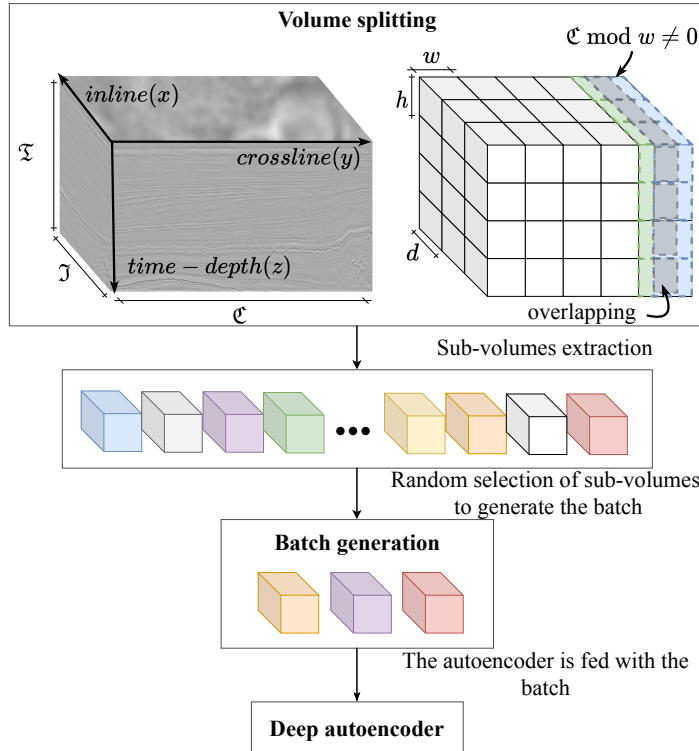 Volume splitting
ℭ mod w ≠ 0
w
inline(x)
h
crossline(y)
𝔗
d
time − depth(z)
ℑ
overlapping
ℭ
Sub-volumes extraction
Random selection of sub-volumes
to generate the batch
Batch generation
The autoencoder is fed with the
batch
Deep autoencoder